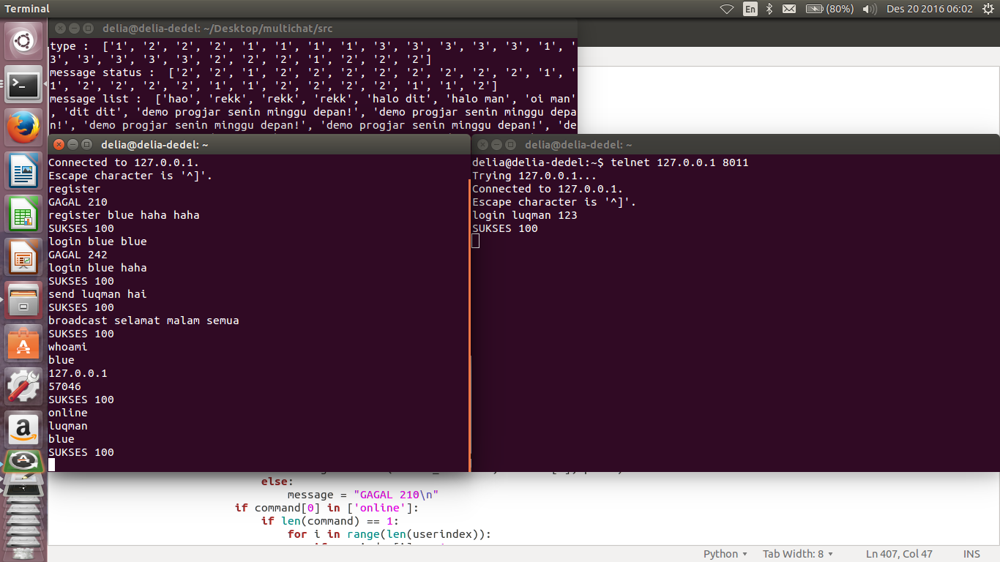 Terminal
En
(80%)
Des 20 2016 06:02
delia@delia-dedel: ~/Desktop/multichat/src
type :  ['1', '2', '2', '2', '1', '1', '1', '1', '3', '3', '3', '3', '3', '1', '
3', '3', '3', '3', '3', '2', '2', '2', '1', '2', '2', '2']
message status :  ['2', '2', '1', '2', '2', '2', '2', '2', '2', '2', '2', '1', '
1', '2', '2', '2', '2', '1', '1', '2', '2', '2', '2', '1', '1', '2']
message list :  ['hao', 'rekk', 'rekk', 'rekk', 'halo dit', 'halo man', 'oi man'
, 'dit dit', 'demo progjar senin minggu depan!', 'demo progjar senin minggu depa
n!', 'demo progjar senin minggu depan!', 'demo progjar senin minggu depan!', 'de
delia@delia-dedel: ~
Connected to 127.0.0.1.
Escape character is '^]'.
register
GAGAL 210
register blue haha haha
SUKSES 100
login blue blue
GAGAL 242
login blue haha
SUKSES 100
send luqman hai
SUKSES 100
broadcast selamat malam semua
SUKSES 100
whoami
blue
127.0.0.1
57046
SUKSES 100
online
luqman
blue
SUKSES 100
delia@delia-dedel: ~
delia@delia-dedel:~$ telnet 127.0.0.1 8011
Trying 127.0.0.1...
Connected to 127.0.0.1.
Escape character is '^]'.
login luqman 123
SUKSES 100
else:
message = "GAGAL 210\n"
if command[0] in ['online']:
if len(command) == 1:
for i in range(len(userindex)):
Python
Tab Width: 8
Ln 407, Col 47
INS